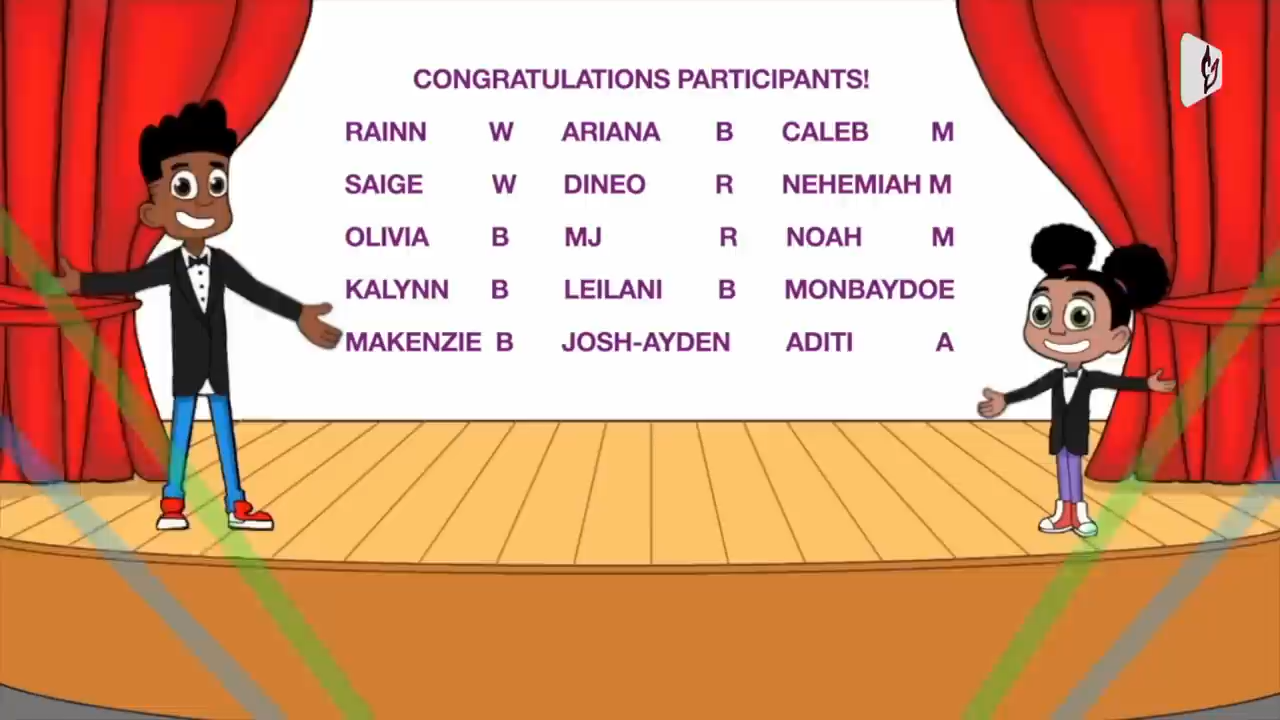 CONGRATULATIONS PARTICIPANTS!
RAINN W ARIANA B CALEB M
SAIGE W DINEO R NEHEMIAH M
OLIVIA B MJ R NOAH M
KALYNN B LEILANI B MONBAYDOE
MAKENZIE B JOSH-AYDEN ADITI A